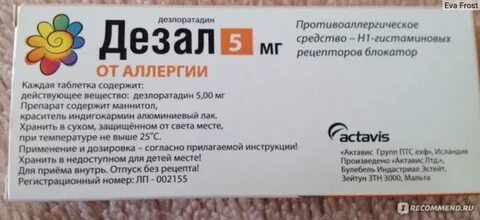 Eva Frost
дезлоратадин
Дезал 5 мг
ОТ АЛЛЕРГИИ
Противоаллергическое
средство – H1-гистаминовых
рецепторов блокатор
Каждая таблетка содержит:
действующее вещество: дезлоратадин 5,00 мг
Препарат содержит маннитол,
краситель индигокармин алюминиевый лак.
Хранить в сухом, защищённом от света месте,
при температуре не выше 25°C.
Применение и дозировка – согласно прилагаемой инструкции!
Хранить в недоступном для детей месте!
Для приёма внутрь. Отпуск без рецепта!
Регистрационный номер: ЛП - 002155
actavis
«Актавис Групп ПТС ехф», Исландия
Произведено «Актавис Лтд.»,
Булебель Индастриал Эстейт,
Зейтун ЗТН 3000, Мальта
IRECOMMEND.RU